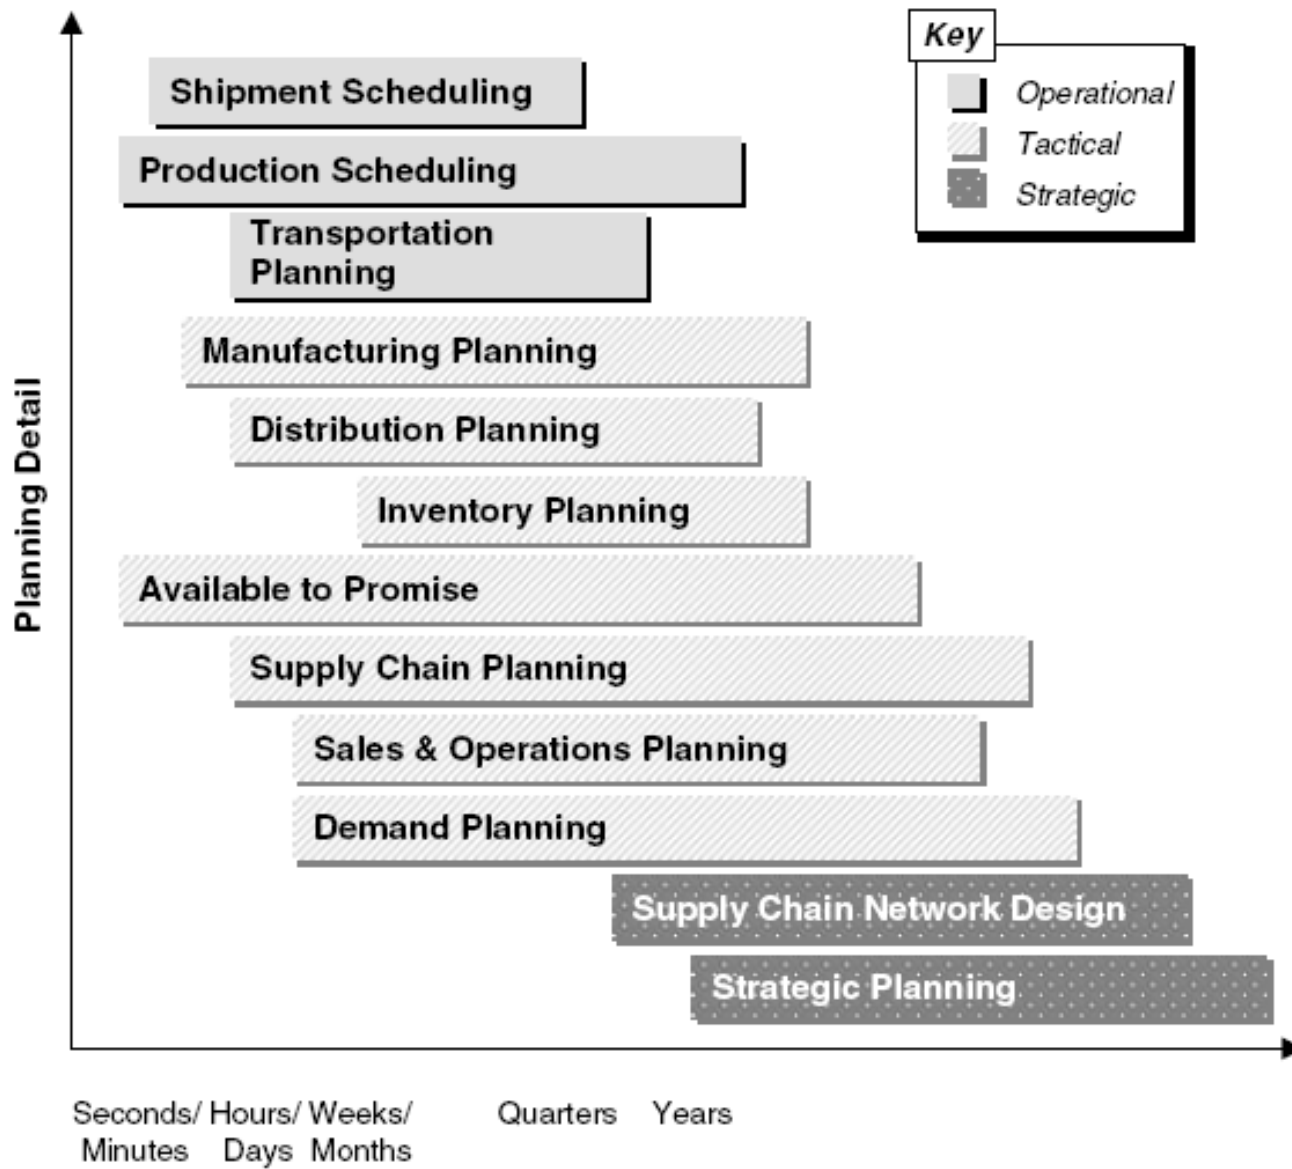 Key
Operational
Tactical
Strategic
Shipment Scheduling
Production Scheduling
Transportation
Planning
Manufacturing Planning
Distribution Planning
Inventory Planning
Available to Promise
Supply Chain Planning
Sales & Operations Planning
Demand Planning
Supply Chain Network Design
Strategic Planning
Planning Detail
Seconds/ Hours/ Weeks/ Quarters Years
Minutes Days Months